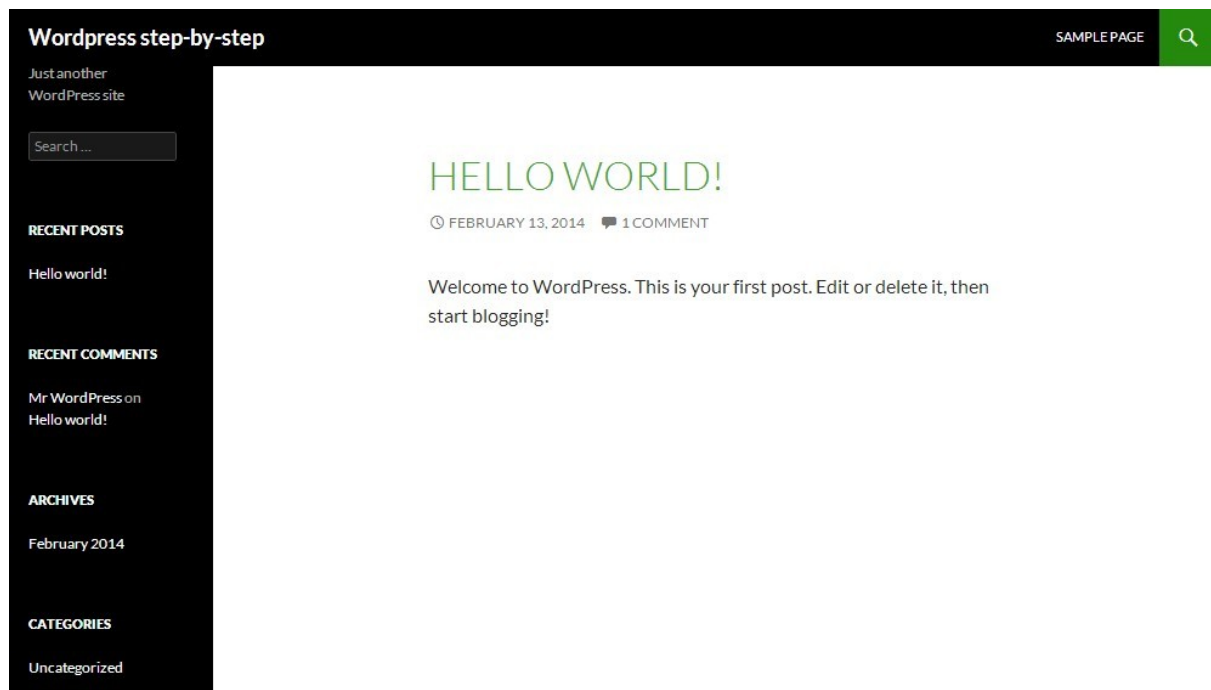 Wordpress step-by-step
SAMPLE PAGE
Just another
WordPress site
Search ...
RECENT POSTS
Hello world!
RECENT COMMENTS
Mr WordPress on
Hello world!
ARCHIVES
February 2014
CATEGORIES
Uncategorized
HELLO WORLD!
FEBRUARY 13, 2014 1 COMMENT
Welcome to WordPress. This is your first post. Edit or delete it, then
start blogging!